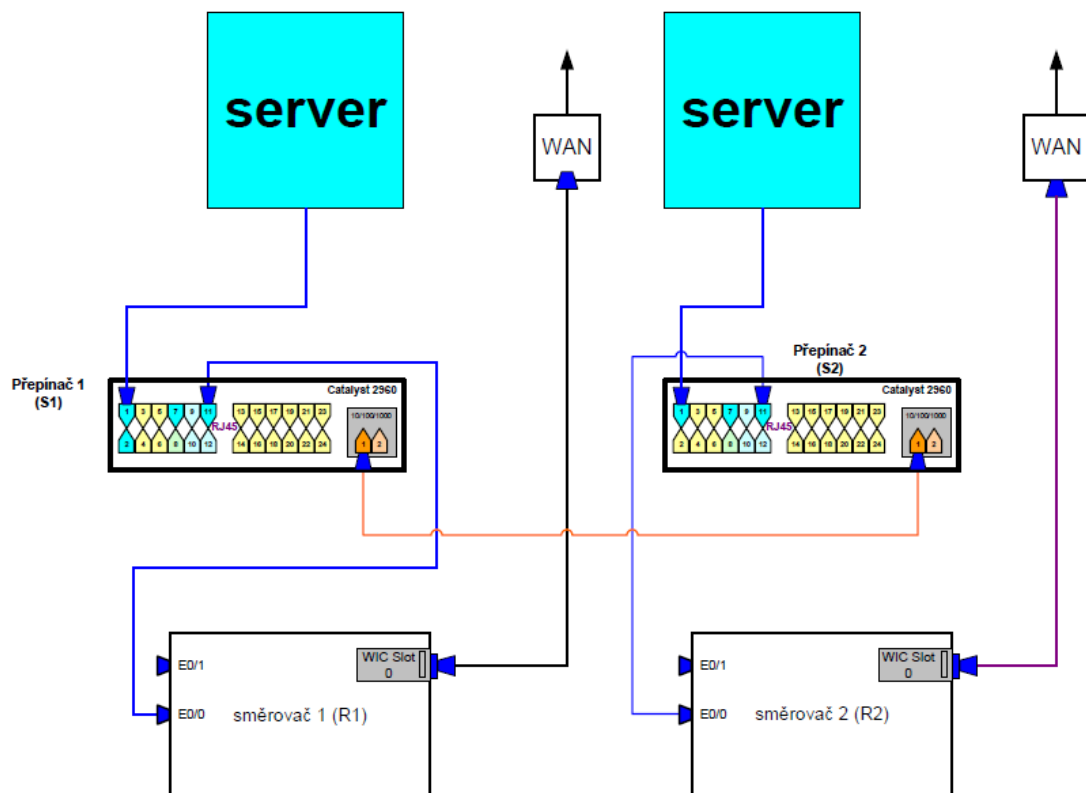 server
server
WAN
WAN
Přepínač 1
(S1)
Catalyst 2960
1 3 5 7 9 11
13 15 17 19 21 23
10/100/1000
RJ45
1 2
2 4 6 8 10 12
14 16 18 20 22 24
Přepínač 2
(S2)
Catalyst 2960
1 3 5 7 9 11
13 15 17 19 21 23
10/100/1000
RJ45
1 2
2 4 6 8 10 12
14 16 18 20 22 24
E0/1
WIC Slot
0
E0/0
směrovač 1 (R1)
E0/1
WIC Slot
0
E0/0
směrovač 2 (R2)